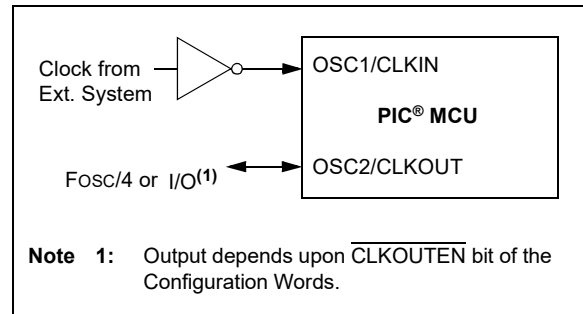 Clock from
Ext. System
OSC1/CLKIN
PIC® MCU
FOSC/4 or I/O(1)
OSC2/CLKOUT
Note 1: Output depends upon CLKOUTEN bit of the
Configuration Words.